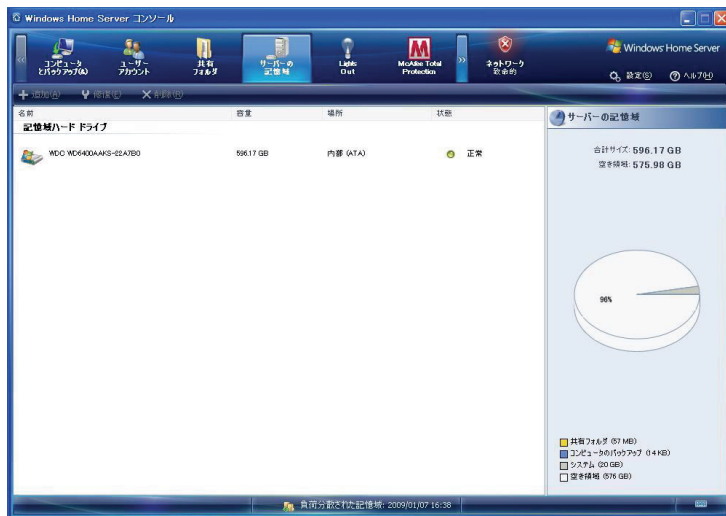 Windows Home Server コンソール
コンピュータとバックアップ(A)
ユーザーアカウント
共有フォルダ
サーバーの記憶域
Lights Out
McAfee Total Protection
ネットワーク 致命的
Windows Home Server
設定(S)
ヘルプ(H)
追加(A) 修復(E) 削除(R)
名前 容量 場所 状態
記憶域ハード ドライブ
WDC WD6400AAKS-22A7B0 596.17 GB 内部 (ATA) 正常
サーバーの記憶域
合計サイズ: 596.17 GB
空き領域: 575.98 GB
96%
共有フォルダ (57 MB)
コンピュータのバックアップ (14 KB)
システム (20 GB)
空き領域 (576 GB)
負荷分散された記憶域: 2009/01/07 16:38